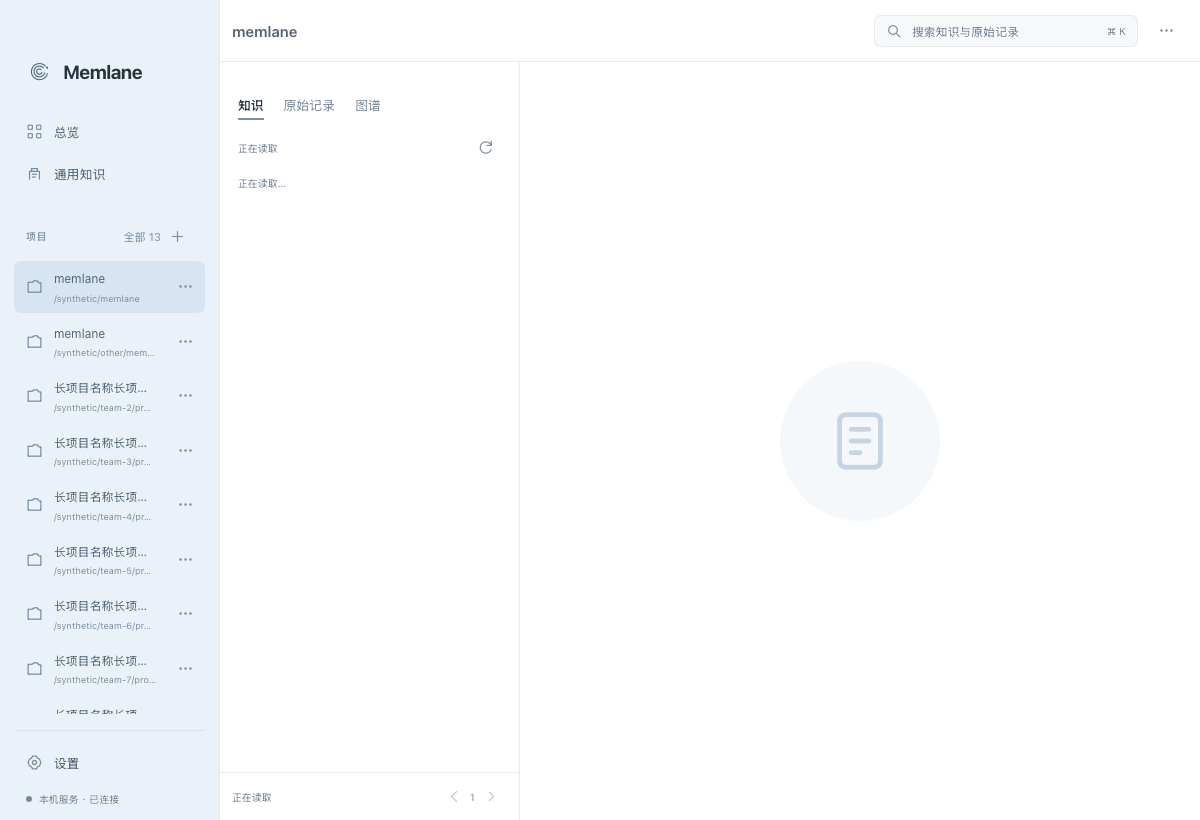 memlane
搜索知识与原始记录
⌘ K
Memlane
总览
通用知识
项目
全部 13
memlane
/synthetic/memlane
memlane
/synthetic/other/mem...
长项目名称长项...
/synthetic/team-2/pr...
长项目名称长项...
/synthetic/team-3/pr...
长项目名称长项...
/synthetic/team-4/pr...
长项目名称长项...
/synthetic/team-5/pr...
长项目名称长项...
/synthetic/team-6/pr...
长项目名称长项...
/synthetic/team-7/pro...
设置
本机服务 · 已连接
知识
原始记录
图谱
正在读取
正在读取...
正在读取
1